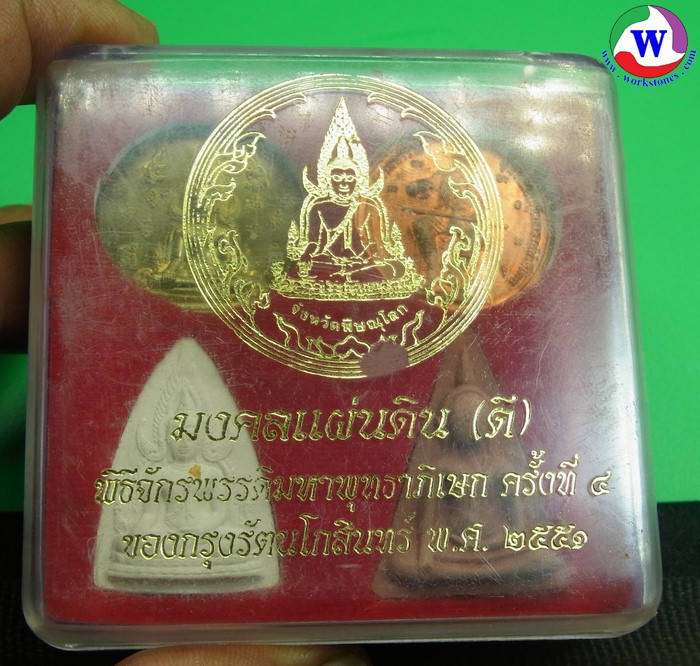 W
www.workstones.com
จังหวัดพิษณุโลก
มงคลแผ่นดิน (ดี)
พิธีจักรพรรดิมหาพุทธาภิเษก ครั้งที่ ๔
ของกรุงรัตนโกสินทร์ พ.ศ. ๒๕๕๑